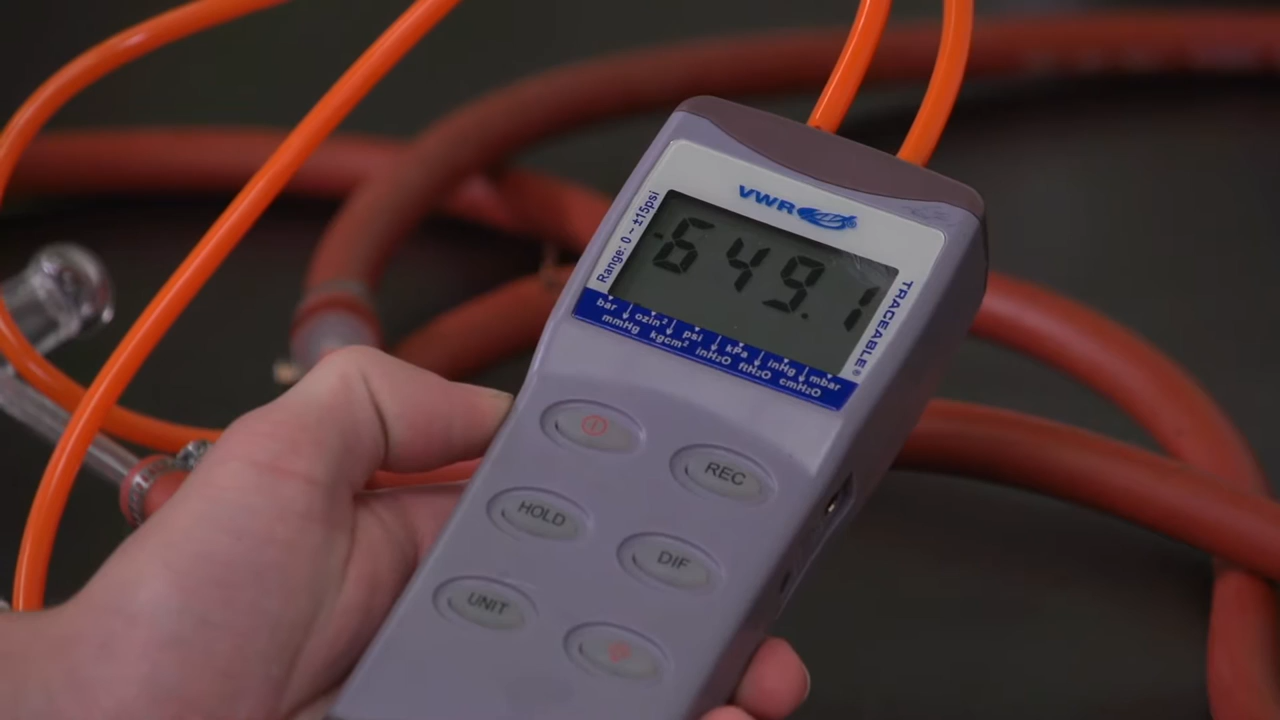 VWR
Range: 0 ~ ±15psi
-649.1
TRACEABLE®
bar ozin² psi kPa inHg mbar
mmHg kgcm² inH₂O ftH₂O cmH₂O
REC
HOLD
DIF
UNIT